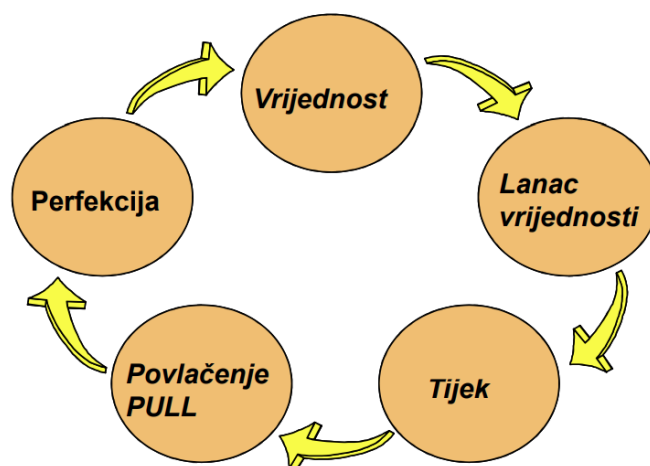 Vrijednost
Lanac
vrijednosti
Tijek
Povlačenje
PULL
Perfekcija